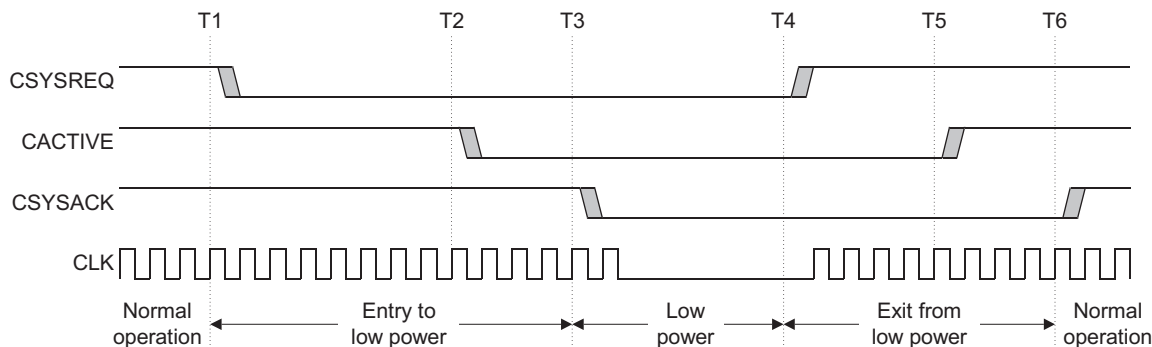 T1 T2 T3 T4 T5 T6
CSYSREQ
CACTIVE
CSYSACK
CLK
Normal operation
Entry to low power
Low power
Exit from low power
Normal operation